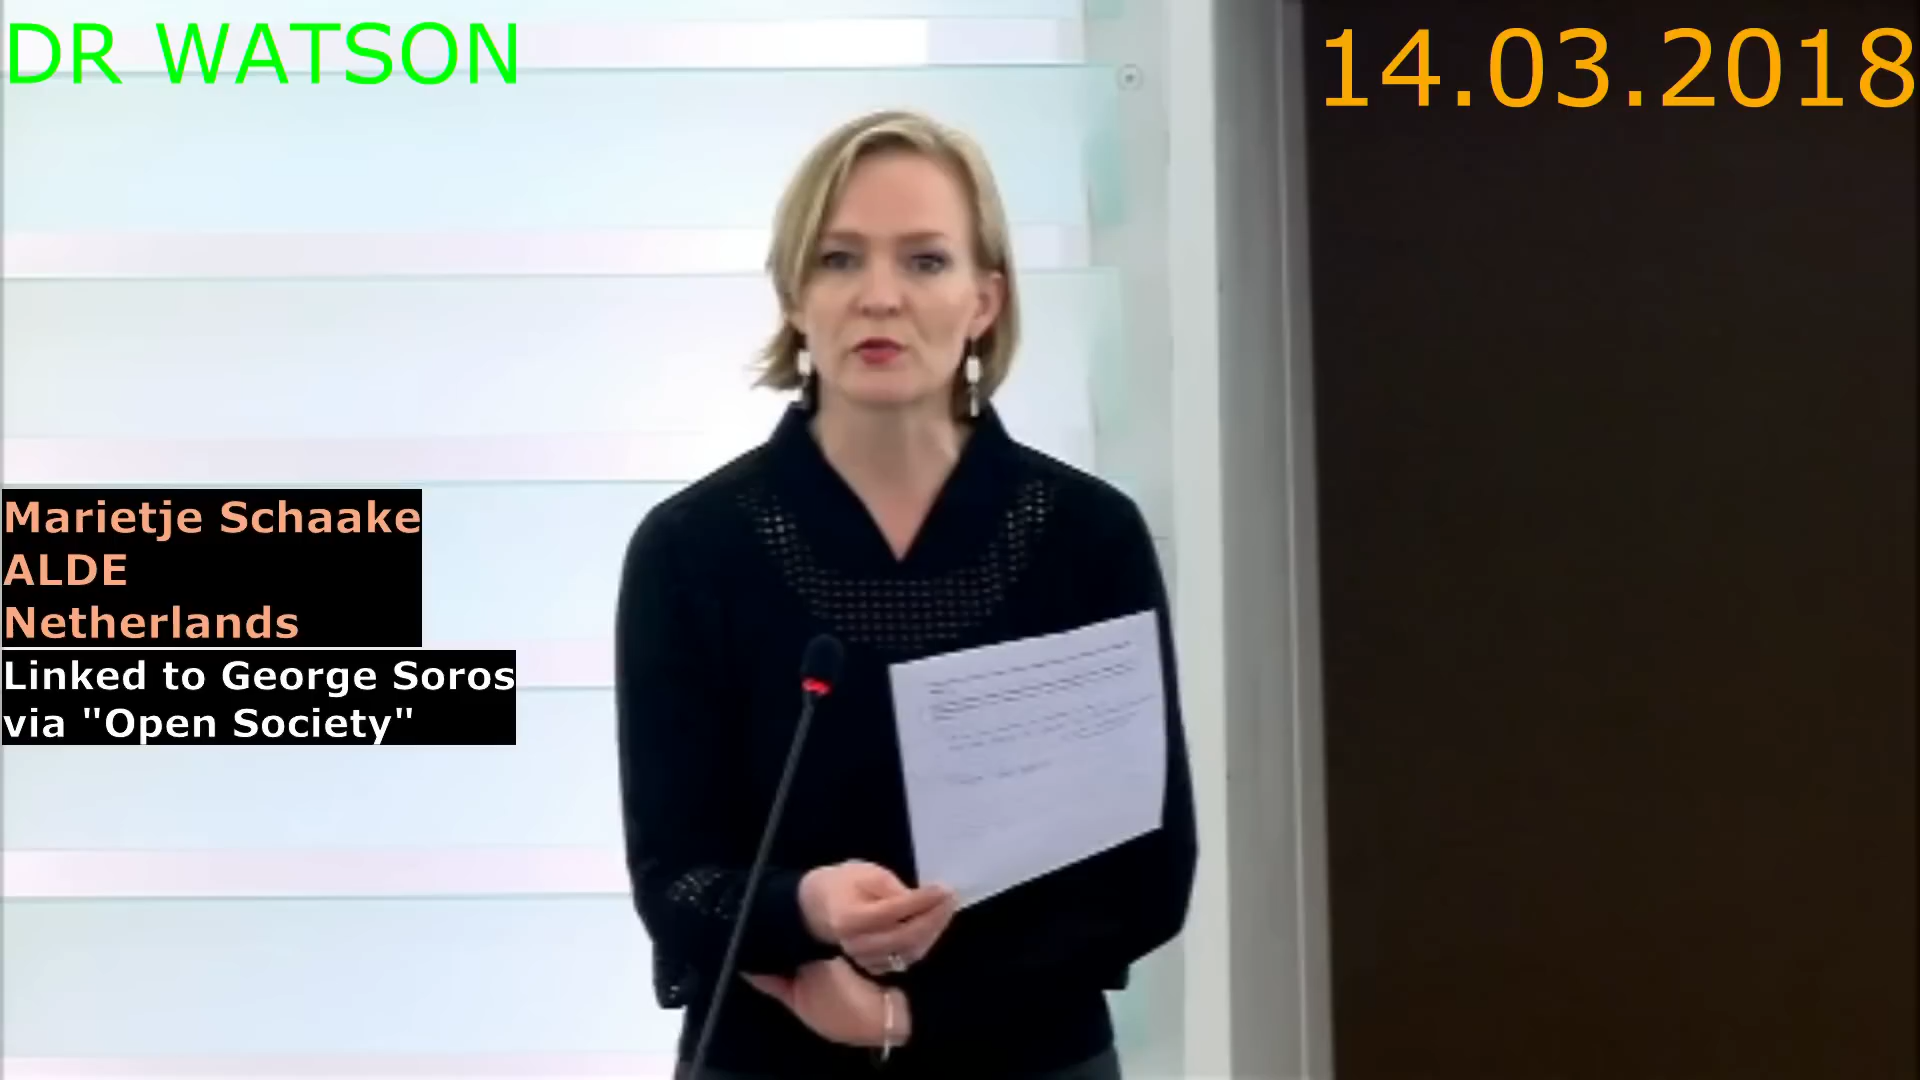 DR WATSON
14.03.2018
Marietje Schaake
ALDE
Netherlands
Linked to George Soros
via "Open Society"